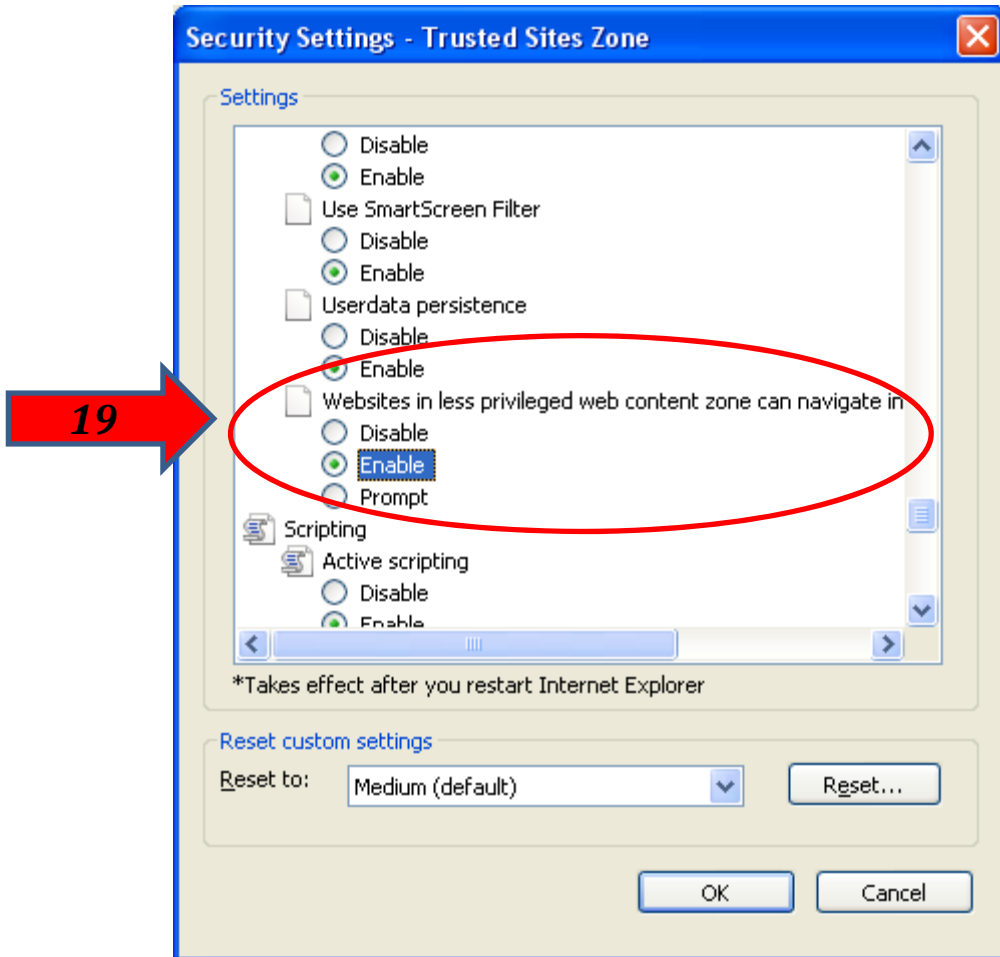 Security Settings - Trusted Sites Zone
Settings
Disable
Enable
Use SmartScreen Filter
Disable
Enable
Userdata persistence
Disable
Enable
Websites in less privileged web content zone can navigate in
19
Disable
Enable
Prompt
Scripting
Active scripting
Disable
Enable
*Takes effect after you restart Internet Explorer
Reset custom settings
Reset to:
Medium (default)
Reset...
OK
Cancel